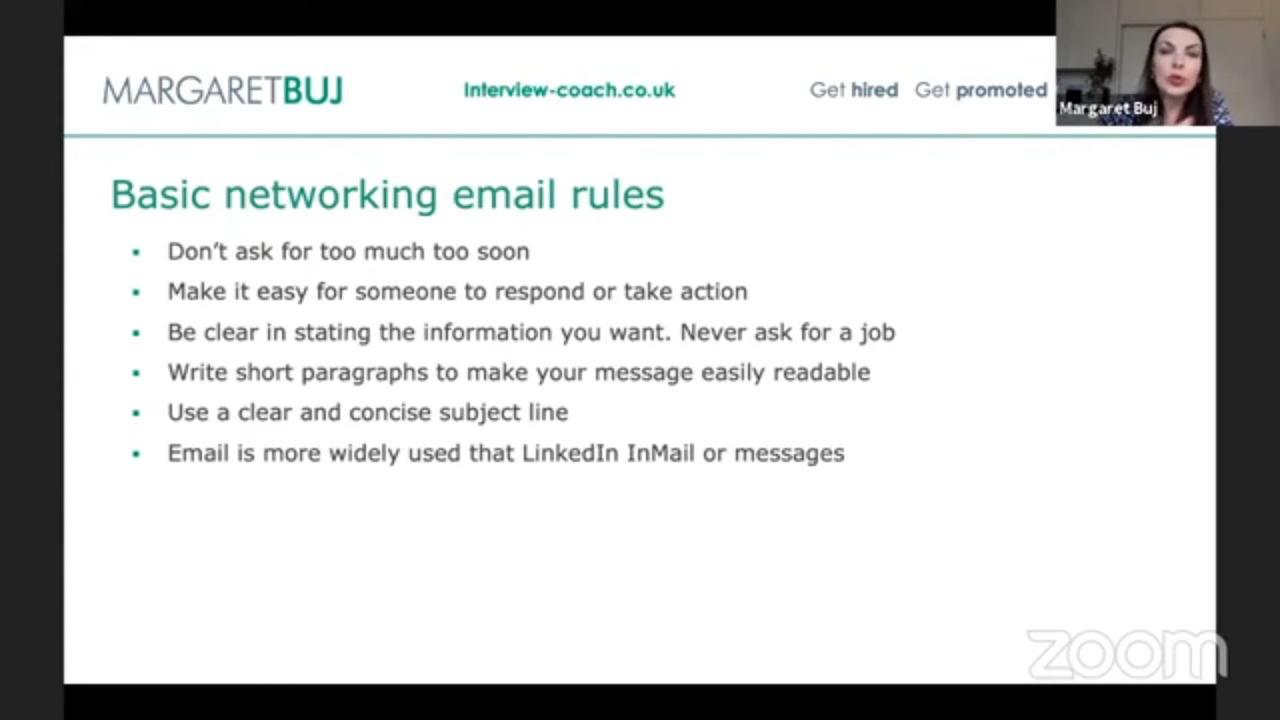 MARGARETBUJ
Interview-coach.co.uk
Get hired Get promoted
Margaret Buj
Basic networking email rules
Don't ask for too much too soon
Make it easy for someone to respond or take action
Be clear in stating the information you want. Never ask for a job
Write short paragraphs to make your message easily readable
Use a clear and concise subject line
Email is more widely used that LinkedIn InMail or messages
zoom